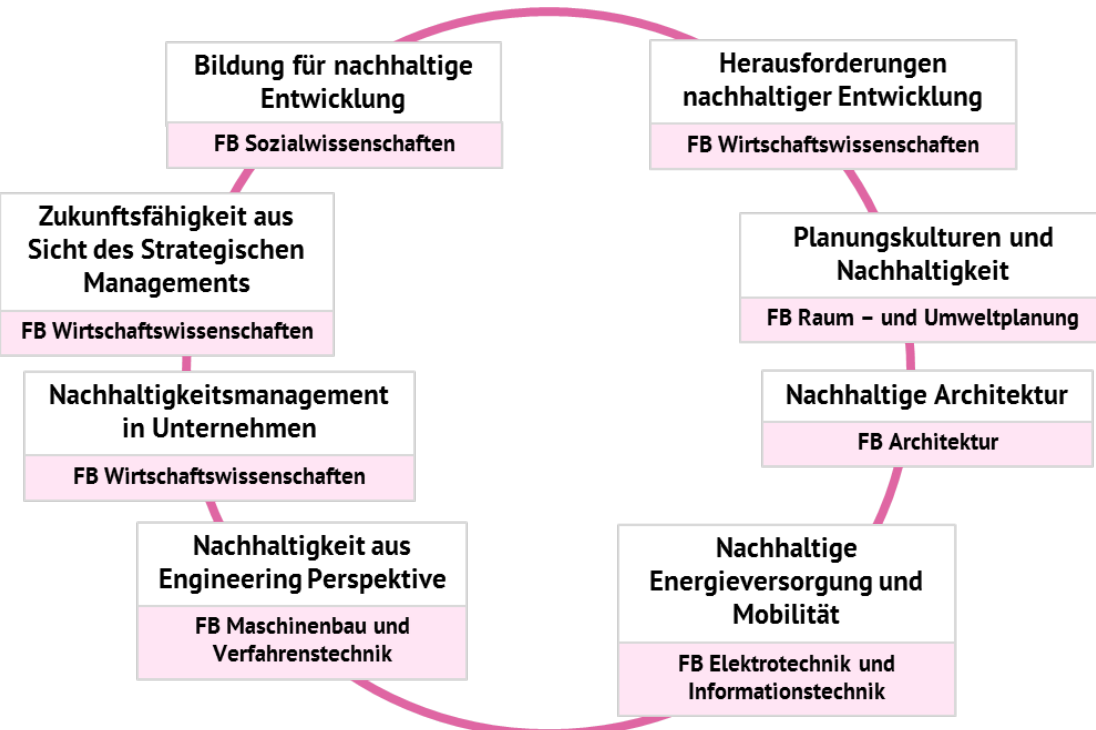 Bildung für nachhaltige
Entwicklung
FB Sozialwissenschaften
Herausforderungen
nachhaltiger Entwicklung
FB Wirtschaftswissenschaften
Zukunftsfähigkeit aus
Sicht des Strategischen
Managements
FB Wirtschaftswissenschaften
Planungskulturen und
Nachhaltigkeit
FB Raum – und Umweltplanung
Nachhaltigkeitsmanagement
in Unternehmen
FB Wirtschaftswissenschaften
Nachhaltige Architektur
FB Architektur
Nachhaltigkeit aus
Engineering Perspektive
FB Maschinenbau und
Verfahrenstechnik
Nachhaltige
Energieversorgung und
Mobilität
FB Elektrotechnik und
Informationstechnik